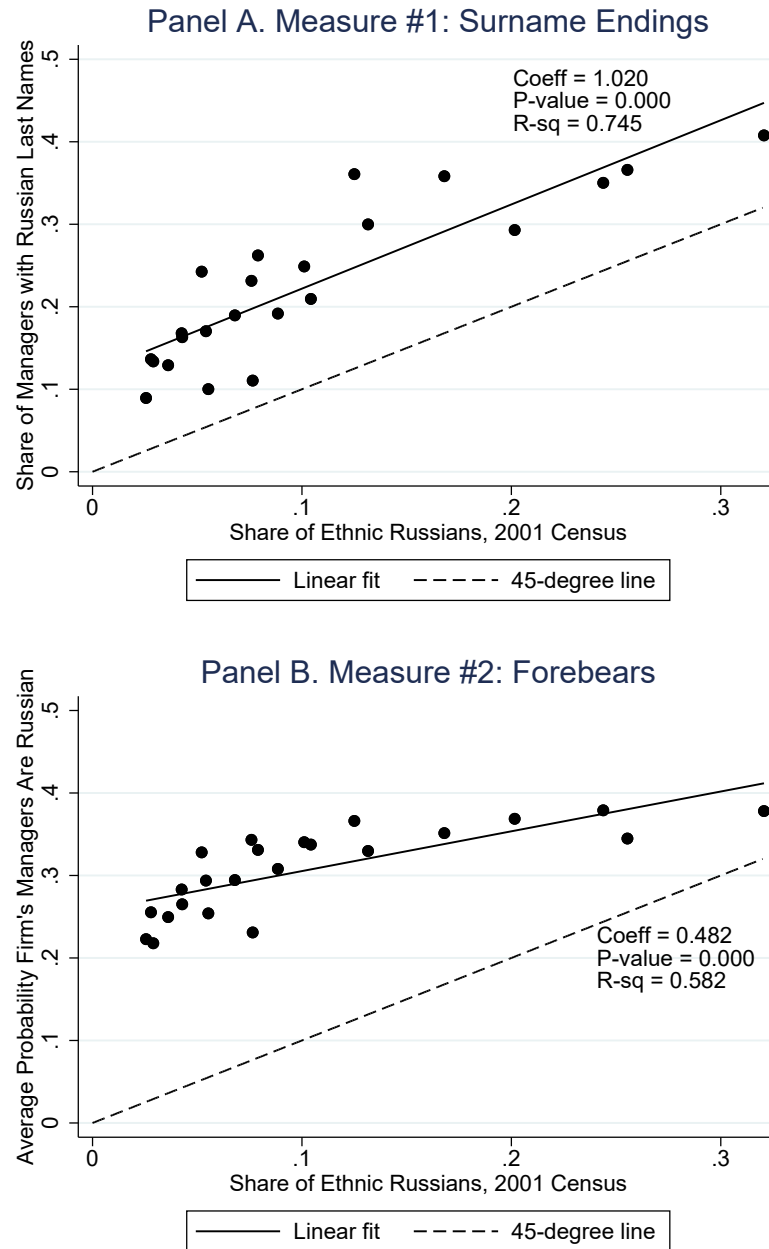 Panel A. Measure #1: Surname Endings
Share of Managers with Russian Last Names
.5
.4
.3
.2
.1
0
Coeff = 1.020
P-value = 0.000
R-sq = 0.745
0 .1 .2 .3
Share of Ethnic Russians, 2001 Census
Linear fit 45-degree line
Panel B. Measure #2: Forebears
Average Probability Firm's Managers Are Russian
.5
.4
.3
.2
.1
0
Coeff = 0.482
P-value = 0.000
R-sq = 0.582
0 .1 .2 .3
Share of Ethnic Russians, 2001 Census
Linear fit 45-degree line